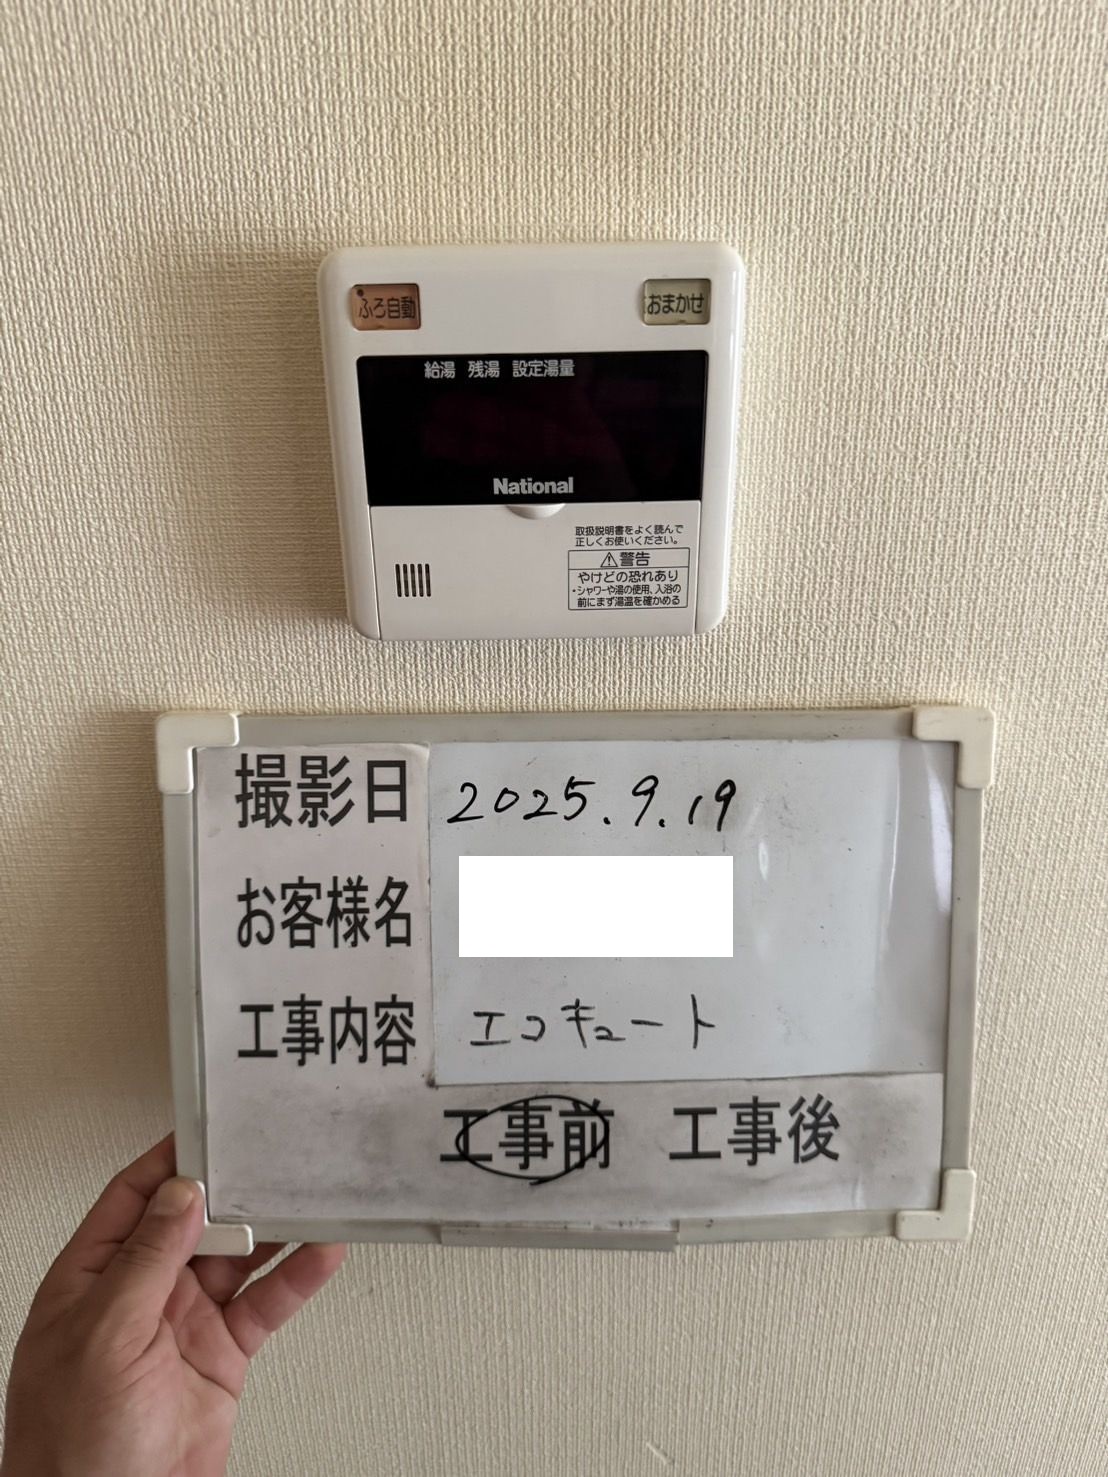 ふろ自動 おまかせ
給湯 残湯 設定湯量
National
取扱説明書をよく読んで
正しくお使いください。
⚠警告
やけどの恐れあり
・シャワーや湯の使用、入浴の
前にまず湯温を確かめる
撮影日 2025.9.19
お客様名
工事内容 エコキュート
工事前 工事後